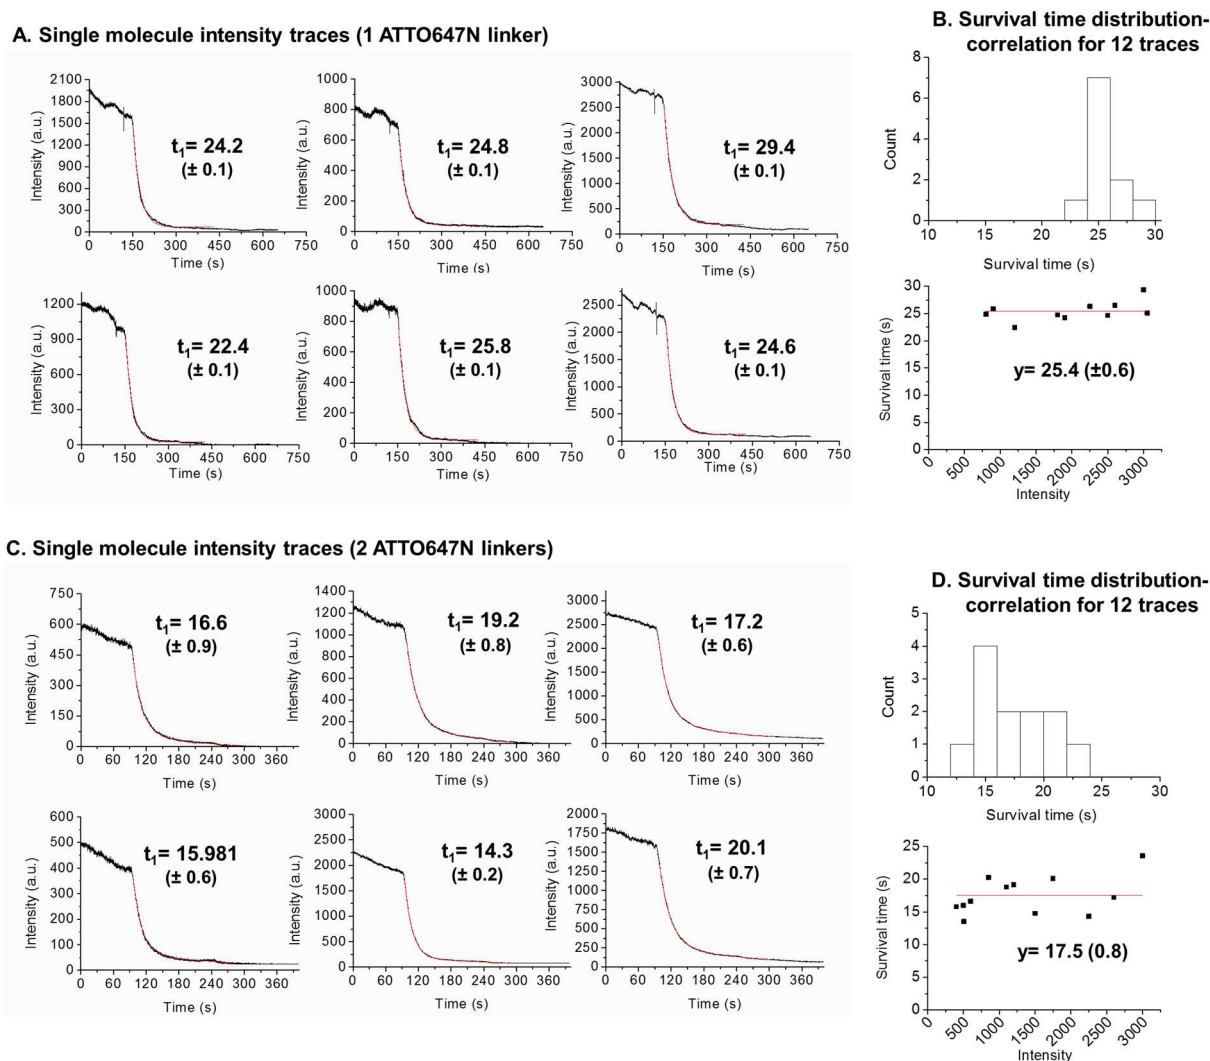 A. Single molecule intensity traces (1 ATTO647N linker)
2100
1800
1500
1200
900
600
300
0
Intensity (a.u.)
t1= 24.2
(± 0.1)
0 150 300 450 600 750
Time (s)
1000
800
600
400
200
0
Intensity (a.u.)
t1= 24.8
(± 0.1)
0 150 300 450 600 750
Time (s)
3000
2500
2000
1500
1000
500
0
Intensity (a.u.)
t1= 29.4
(± 0.1)
0 150 300 450 600 750
Time (s)
1200
900
600
300
0
Intensity (a.u.)
t1= 22.4
(± 0.1)
0 150 300 450 600 750
Time (s)
1000
800
600
400
200
0
Intensity (a.u.)
t1= 25.8
(± 0.1)
0 150 300 450 600 750
Time (s)
2500
2000
1500
1000
500
0
Intensity (a.u.)
t1= 24.6
(± 0.1)
0 150 300 450 600 750
Time (s)
B. Survival time distribution-
correlation for 12 traces
8
6
4
2
0
Count
10 15 20 25 30
Survival time (s)
30
25
20
15
10
5
0
Survival time (s)
y= 25.4 (±0.6)
0 500 1000 1500 2000 2500 3000
Intensity
C. Single molecule intensity traces (2 ATTO647N linkers)
750
600
450
300
150
0
Intensity (a.u.)
t1= 16.6
(± 0.9)
0 60 120 180 240 300 360
Time (s)
1400
1200
1000
800
600
400
200
0
Intensity (a.u.)
t1= 19.2
(± 0.8)
0 60 120 180 240 300 360
Time (s)
3000
2500
2000
1500
1000
500
0
Intensity (a.u.)
t1= 17.2
(± 0.6)
0 60 120 180 240 300 360
Time (s)
600
500
400
300
200
100
0
Intensity (a.u.)
t1= 15.981
(± 0.6)
0 60 120 180 240 300 360
Time (s)
3000
2500
2000
1500
1000
500
0
Intensity (a.u.)
t1= 14.3
(± 0.2)
0 60 120 180 240 300 360
Time (s)
2000
1750
1500
1250
1000
750
500
250
0
Intensity (a.u.)
t1= 20.1
(± 0.7)
0 60 120 180 240 300 360
Time (s)
D. Survival time distribution-
correlation for 12 traces
5
4
3
2
1
0
Count
10 15 20 25 30
Survival time (s)
25
20
15
10
5
0
Survival time (s)
y= 17.5 (0.8)
0 500 1000 1500 2000 2500 3000
Intensity